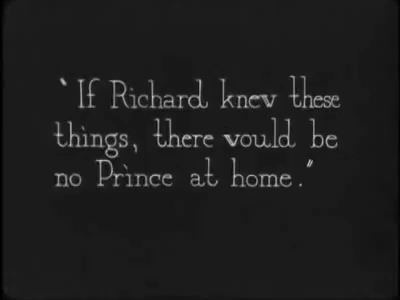 "If Richard knew these
things, there would be
no Prince at home."